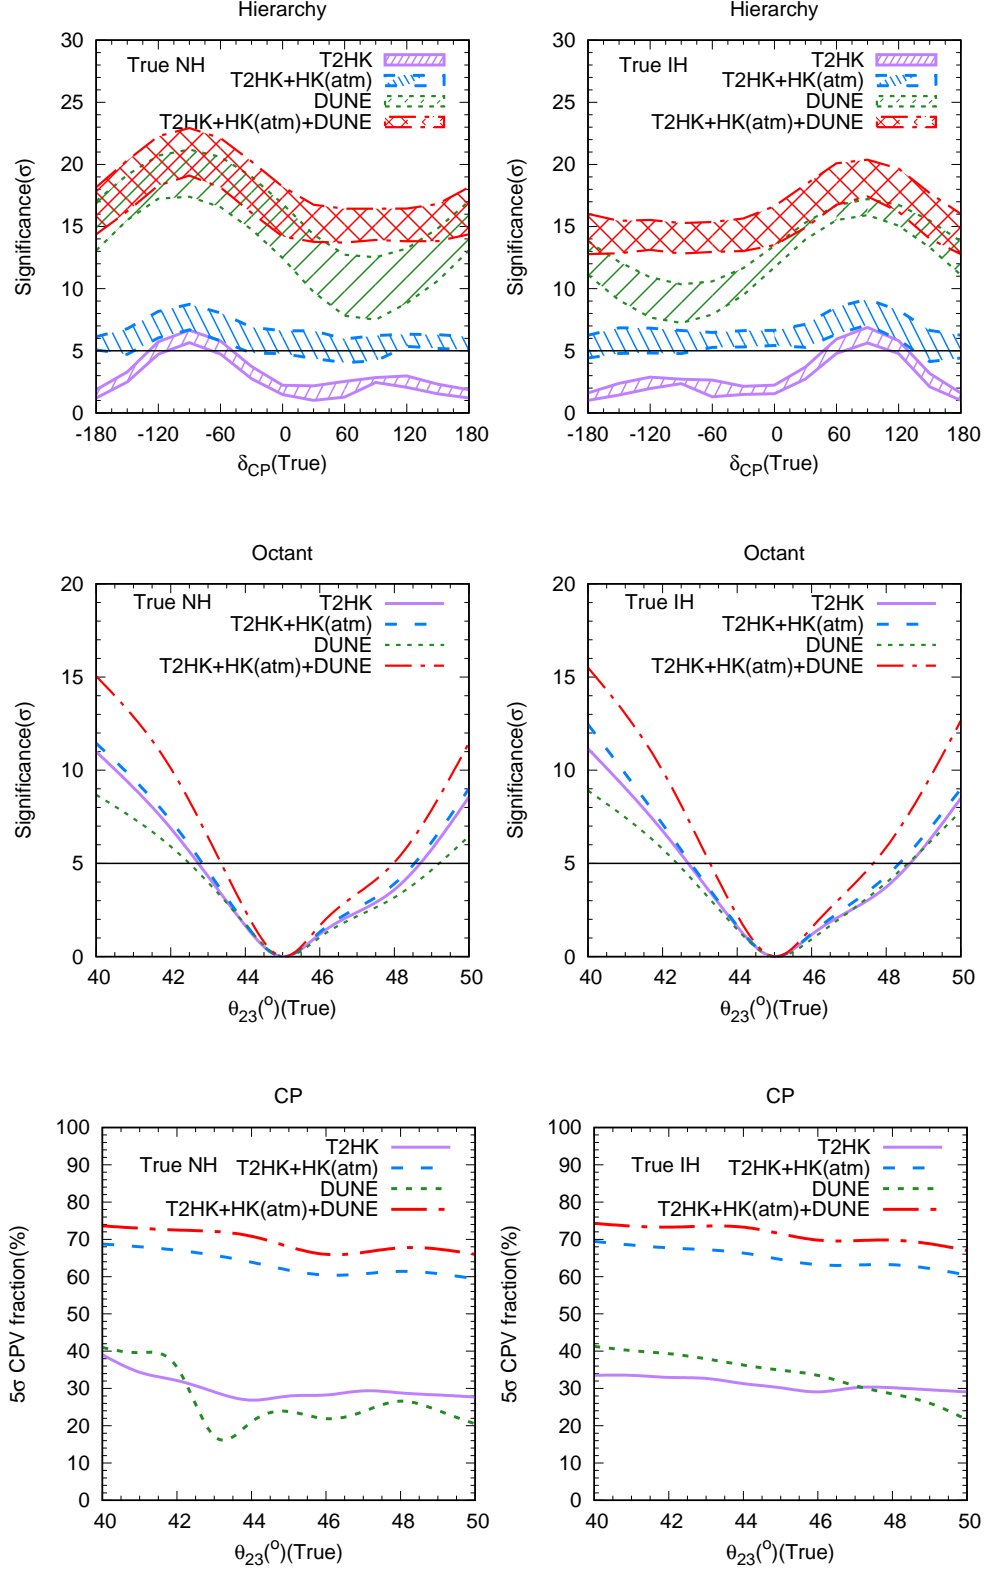 Hierarchy
30
25
20
15
10
5
0
Significance(σ)
True NH
T2HK
T2HK+HK(atm)
DUNE
T2HK+HK(atm)+DUNE
-180 -120 -60 0 60 120 180
δCP(True)
Hierarchy
30
25
20
15
10
5
0
Significance(σ)
True IH
T2HK
T2HK+HK(atm)
DUNE
T2HK+HK(atm)+DUNE
-180 -120 -60 0 60 120 180
δCP(True)
Octant
20
15
10
5
0
Significance(σ)
True NH
T2HK
T2HK+HK(atm)
DUNE
T2HK+HK(atm)+DUNE
40 42 44 46 48 50
θ23(o)(True)
Octant
20
15
10
5
0
Significance(σ)
True IH
T2HK
T2HK+HK(atm)
DUNE
T2HK+HK(atm)+DUNE
40 42 44 46 48 50
θ23(o)(True)
CP
100
90
80
70
60
50
40
30
20
10
0
5σ CPV fraction(%)
True NH
T2HK
T2HK+HK(atm)
DUNE
T2HK+HK(atm)+DUNE
40 42 44 46 48 50
θ23(o)(True)
CP
100
90
80
70
60
50
40
30
20
10
0
5σ CPV fraction(%)
True IH
T2HK
T2HK+HK(atm)
DUNE
T2HK+HK(atm)+DUNE
40 42 44 46 48 50
θ23(o)(True)